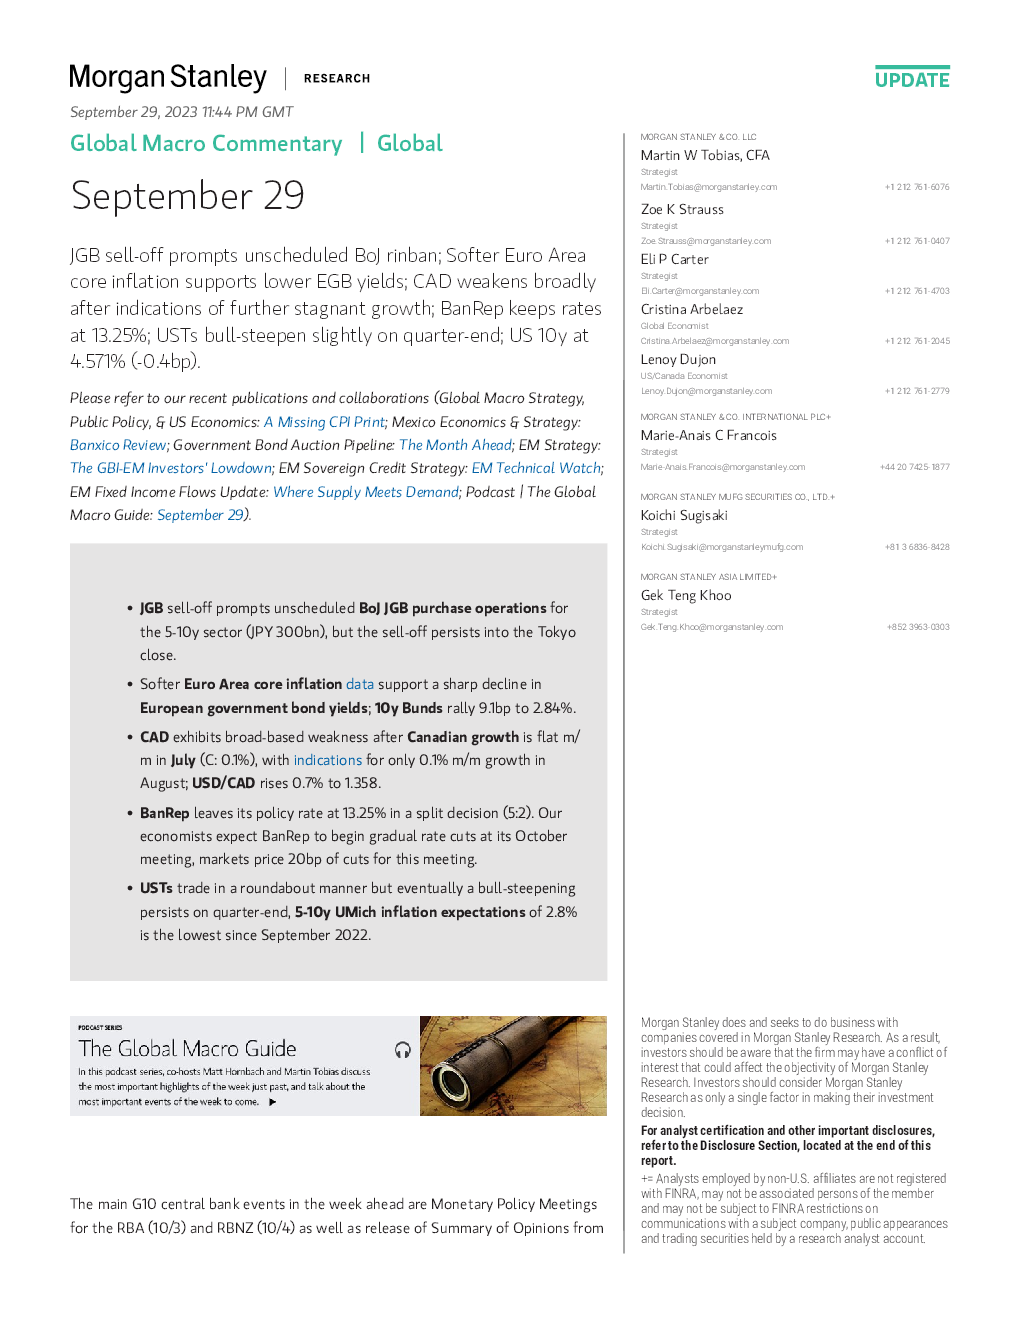 Morgan Stanley | RESEARCH
UPDATE
September 29, 2023 11:44 PM GMT
Global Macro Commentary | Global
September 29
JGB sell-off prompts unscheduled BoJ rinban; Softer Euro Area
core inflation supports lower EGB yields; CAD weakens broadly
after indications of further stagnant growth; BanRep keeps rates
at 13.25%; USTs bull-steepen slightly on quarter-end; US 10y at
4.571% (-0.4bp).
Please refer to our recent publications and collaborations (Global Macro Strategy,
Public Policy, & US Economics: A Missing CPI Print; Mexico Economics & Strategy:
Banxico Review; Government Bond Auction Pipeline: The Month Ahead; EM Strategy:
The GBI-EM Investors' Lowdown; EM Sovereign Credit Strategy: EM Technical Watch;
EM Fixed Income Flows Update: Where Supply Meets Demand; Podcast | The Global
Macro Guide: September 29).
• JGB sell-off prompts unscheduled BoJ JGB purchase operations for
the 5-10y sector (JPY 300bn), but the sell-off persists into the Tokyo
close.
• Softer Euro Area core inflation data support a sharp decline in
European government bond yields; 10y Bunds rally 9.1bp to 2.84%.
• CAD exhibits broad-based weakness after Canadian growth is flat m/
m in July (C: 0.1%), with indications for only 0.1% m/m growth in
August; USD/CAD rises 0.7% to 1.358.
• BanRep leaves its policy rate at 13.25% in a split decision (5:2). Our
economists expect BanRep to begin gradual rate cuts at its October
meeting, markets price 20bp of cuts for this meeting.
• USTs trade in a roundabout manner but eventually a bull-steepening
persists on quarter-end, 5-10y UMich inflation expectations of 2.8%
is the lowest since September 2022.
PODCAST SERIES
The Global Macro Guide
In this podcast series, co-hosts Matt Hornbach and Martin Tobias discuss
the most important highlights of the week just past, and talk about the
most important events of the week to come.
The main G10 central bank events in the week ahead are Monetary Policy Meetings
for the RBA (10/3) and RBNZ (10/4) as well as release of Summary of Opinions from
MORGAN STANLEY & CO. LLC
Martin W Tobias, CFA
Strategist
Martin.Tobias@morganstanley.com +1 212 761-6076
Zoe K Strauss
Strategist
Zoe.Strauss@morganstanley.com +1 212 761-0407
Eli P Carter
Strategist
Eli.Carter@morganstanley.com +1 212 761-4703
Cristina Arbelaez
Global Economist
Cristina.Arbelaez@morganstanley.com +1 212 761-2045
Lenoy Dujon
US/Canada Economist
Lenoy.Dujon@morganstanley.com +1 212 761-2779
MORGAN STANLEY & CO. INTERNATIONAL PLC+
Marie-Anais C Francois
Strategist
Marie-Anais.Francois@morganstanley.com +44 20 7425-1877
MORGAN STANLEY MUFG SECURITIES CO., LTD.+
Koichi Sugisaki
Strategist
Koichi.Sugisaki@morganstanleymufg.com +81 3 6836-8428
MORGAN STANLEY ASIA LIMITED+
Gek Teng Khoo
Strategist
Gek.Teng.Khoo@morganstanley.com +852 3963-0303
Morgan Stanley does and seeks to do business with
companies covered in Morgan Stanley Research. As a result,
investors should be aware that the firm may have a conflict of
interest that could affect the objectivity of Morgan Stanley
Research. Investors should consider Morgan Stanley
Research as only a single factor in making their investment
decision.
For analyst certification and other important disclosures,
refer to the Disclosure Section, located at the end of this
report.
+= Analysts employed by non-U.S. affiliates are not registered
with FINRA, may not be associated persons of the member
and may not be subject to FINRA restrictions on
communications with a subject company, public appearances
and trading securities held by a research analyst account.